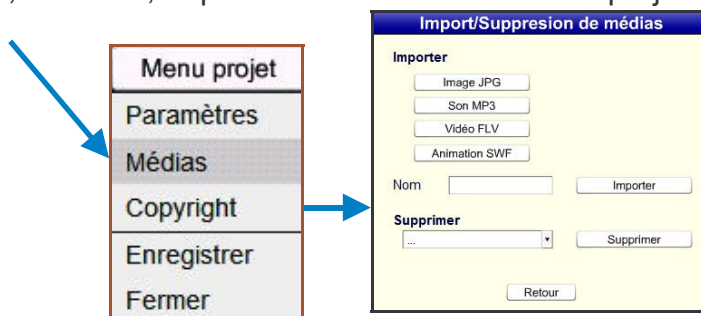 Import/Suppresion de médias
Menu projet
Paramètres
Médias
Copyright
Enregistrer
Fermer
Importer
Image JPG
Son MP3
Vidéo FLV
Animation SWF
Nom
Importer
Supprimer
...
Supprimer
Retour